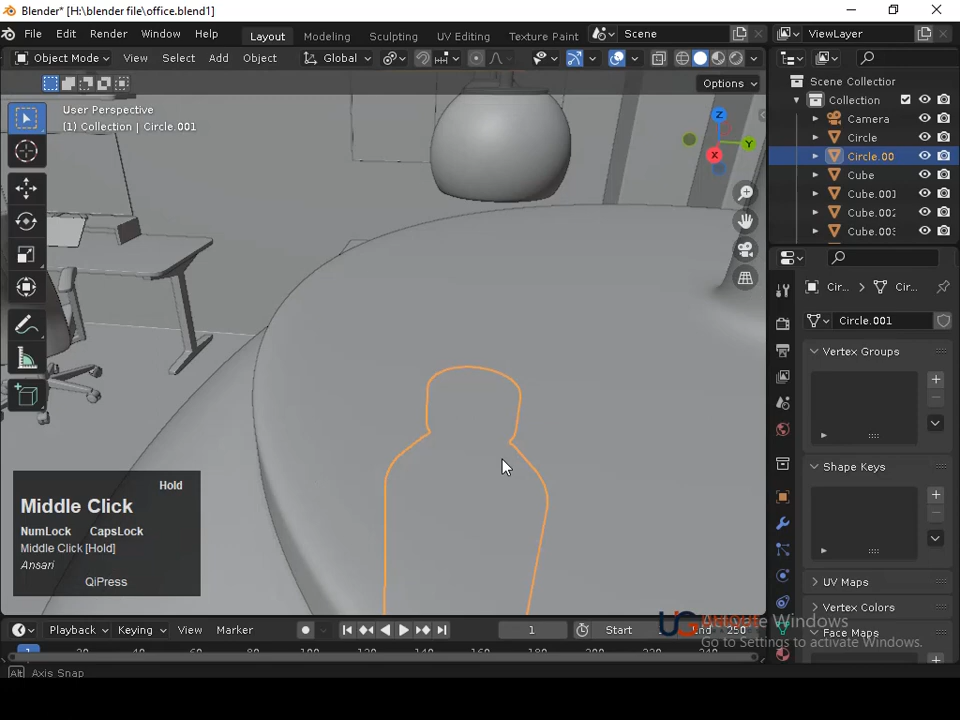 Blender* [H:\blender file\office.blend1]
File Edit Render Window Help Layout Modeling Sculpting UV Editing Texture Paint Scene ViewLayer
Object Mode View Select Add Object Global
Options
User Perspective
(1) Collection | Circle.001
Z
Y
X
Scene Collection
Collection
Camera
Circle
Circle.00
Cube
Cube.001
Cube.002
Cube.003
Cir... Cir...
Circle.001
Vertex Groups
Shape Keys
UV Maps
Vertex Colors
Face Maps
Hold
Middle Click
NumLock CapsLock
Middle Click [Hold]
Ansari
QiPress
Playback Keying View Marker 1 Start End 250
Activate Windows
Go to Settings to activate Windows.
Alt Axis Snap